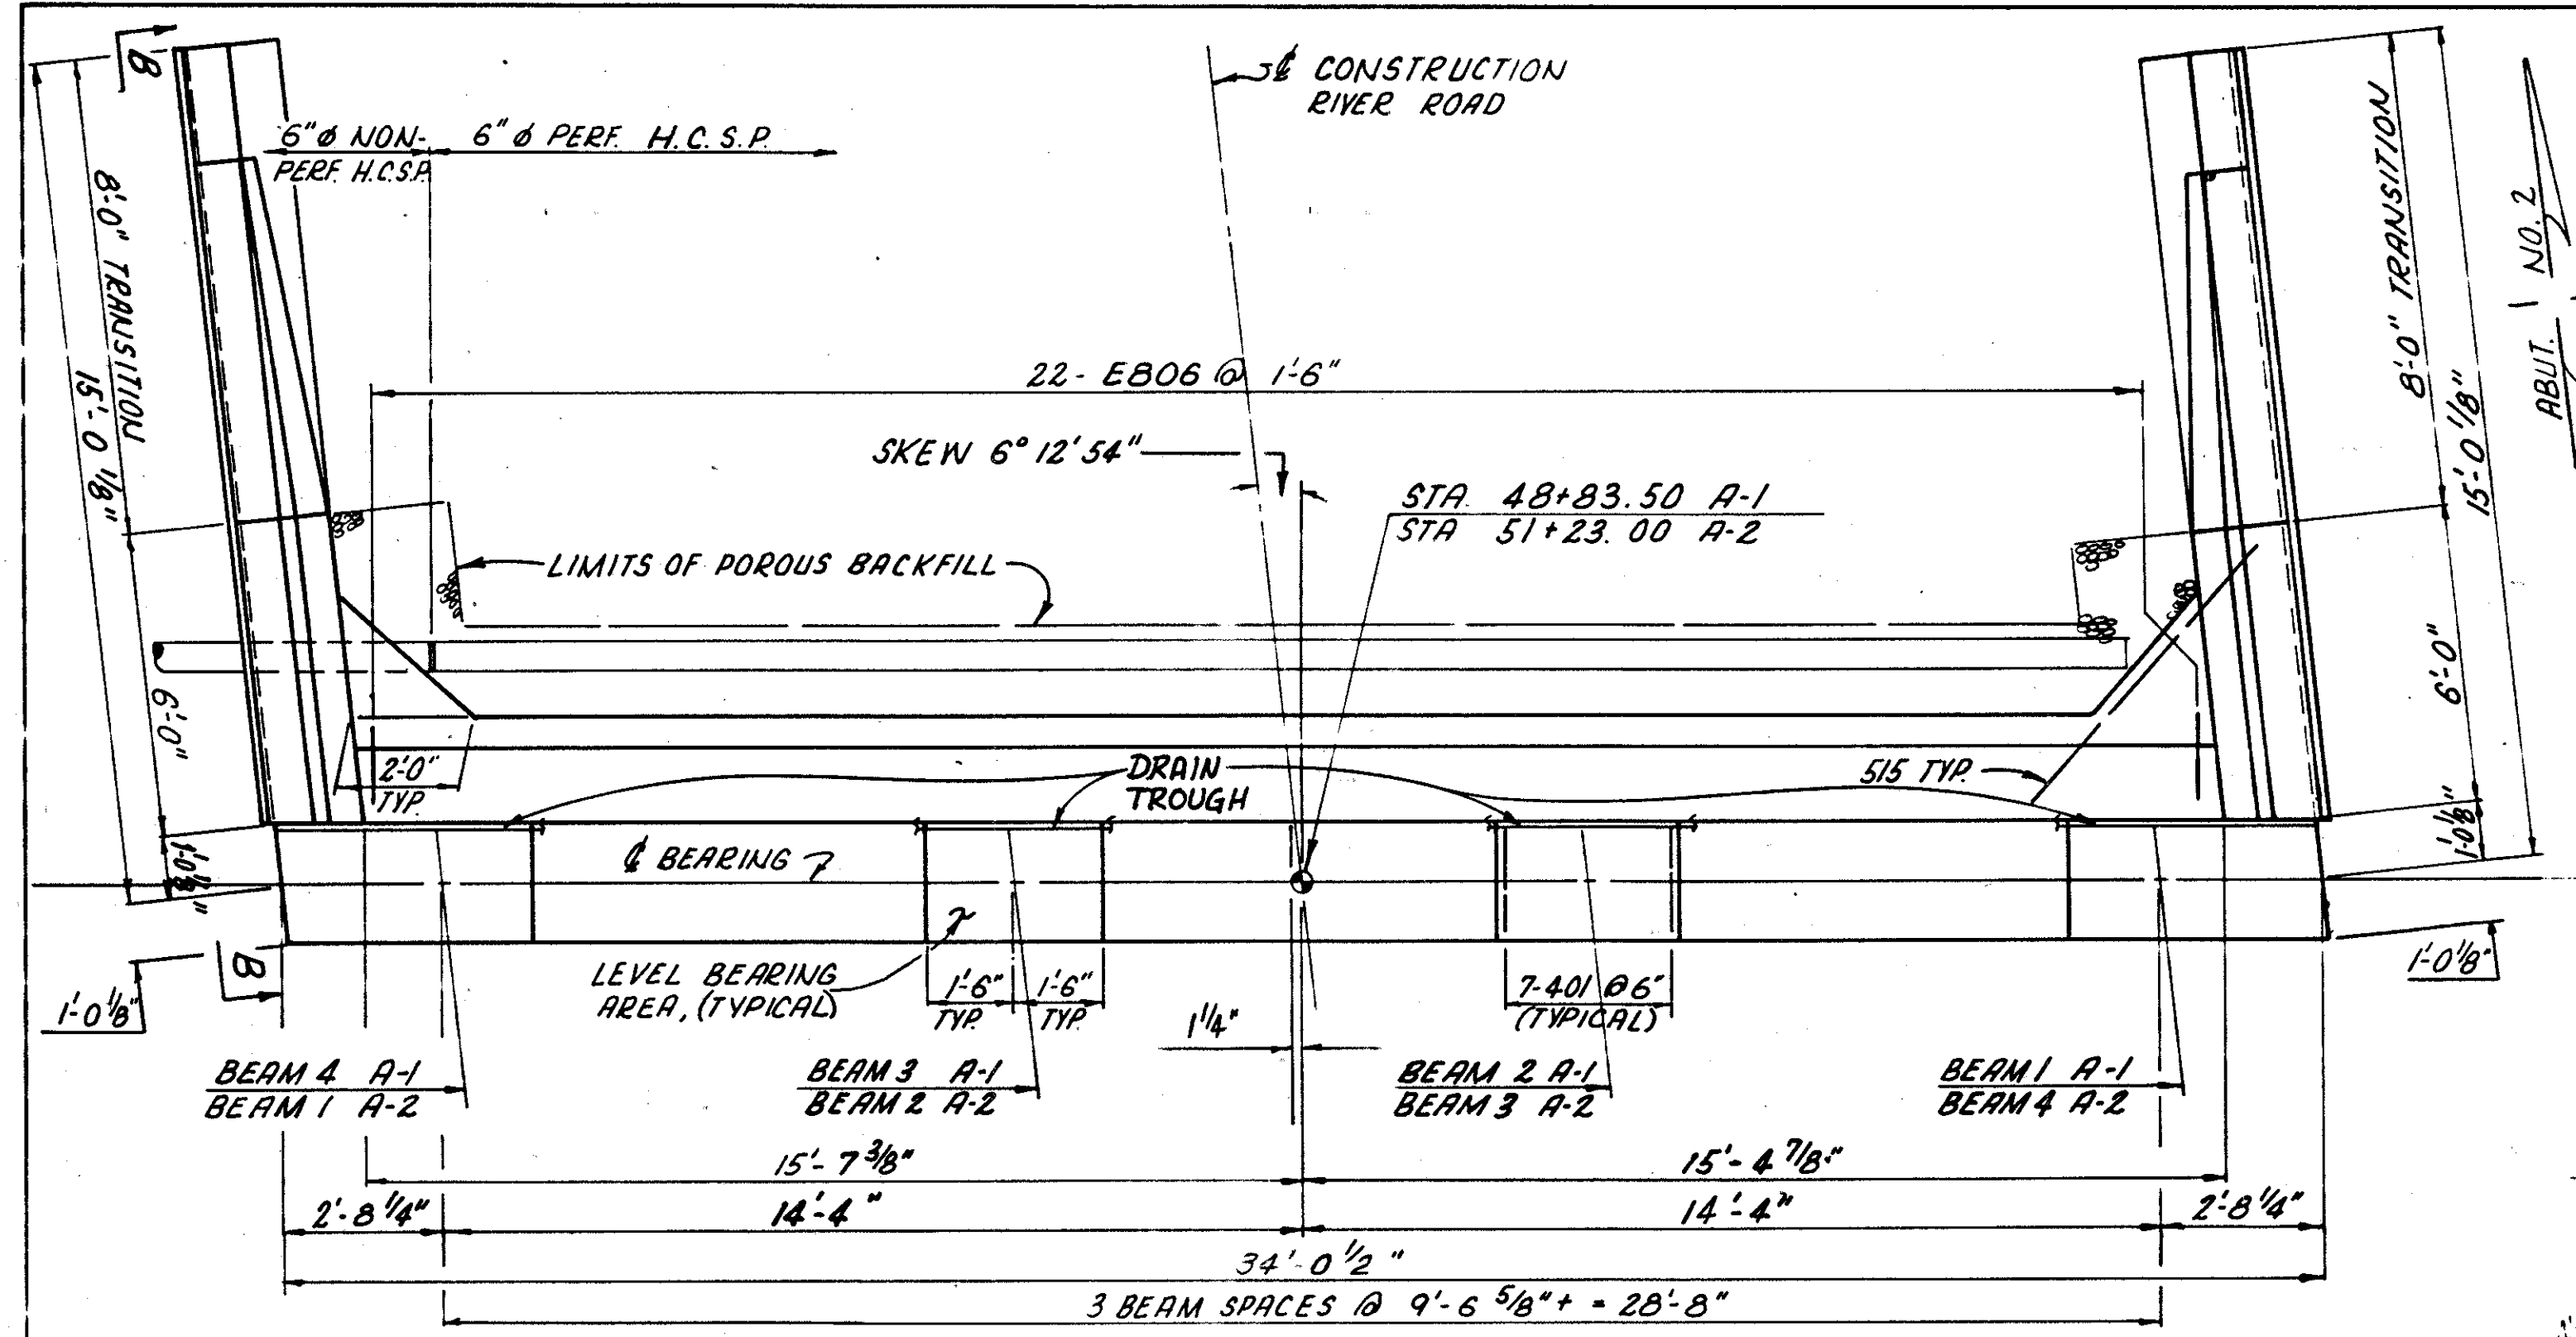 B
℄ CONSTRUCTION
RIVER ROAD
6"ø NON-
PERF. H.C.S.P.
6" ø PERF. H.C.S.P.
8'-0" TRANSITION
15'-0 1/8"
8'-0" TRANSITION
15'-0 1/8"
ABUT. 1 NO. 2
22- E806 @ 1'-6"
SKEW 6° 12' 54"
STA. 48+83.50 A-1
STA 51+23.00 A-2
LIMITS OF POROUS BACKFILL
6'-0"
6'-0"
2'-0"
TYP.
DRAIN
TROUGH
515 TYP.
1'-0 1/8"
1'-0 1/8"
℄ BEARING
B
LEVEL BEARING
AREA, (TYPICAL)
1'-6"
TYP.
1'-6"
TYP.
7-401 @ 6"
(TYPICAL)
1'-0 1/8"
1'-0 1/8"
1 1/4"
BEAM 4 A-1
BEAM 1 A-2
BEAM 3 A-1
BEAM 2 A-2
BEAM 2 A-1
BEAM 3 A-2
BEAM 1 A-1
BEAM 4 A-2
15'-7 3/8"
15'-4 7/8"
2'-8 1/4"
14'-4"
14'-4"
2'-8 1/4"
34'-0 1/2"
3 BEAM SPACES @ 9'-6 5/8"+ = 28'-8"